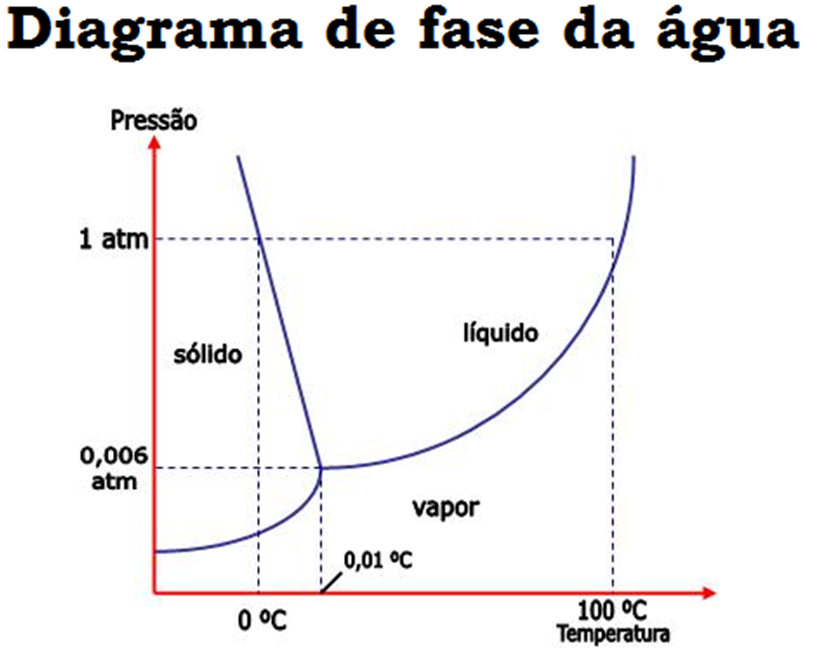 Diagrama de fase da água
Pressão
1 atm
líquido
sólido
0,006
atm
vapor
0,01 ºC
0 ºC
100 ºC
Temperatura